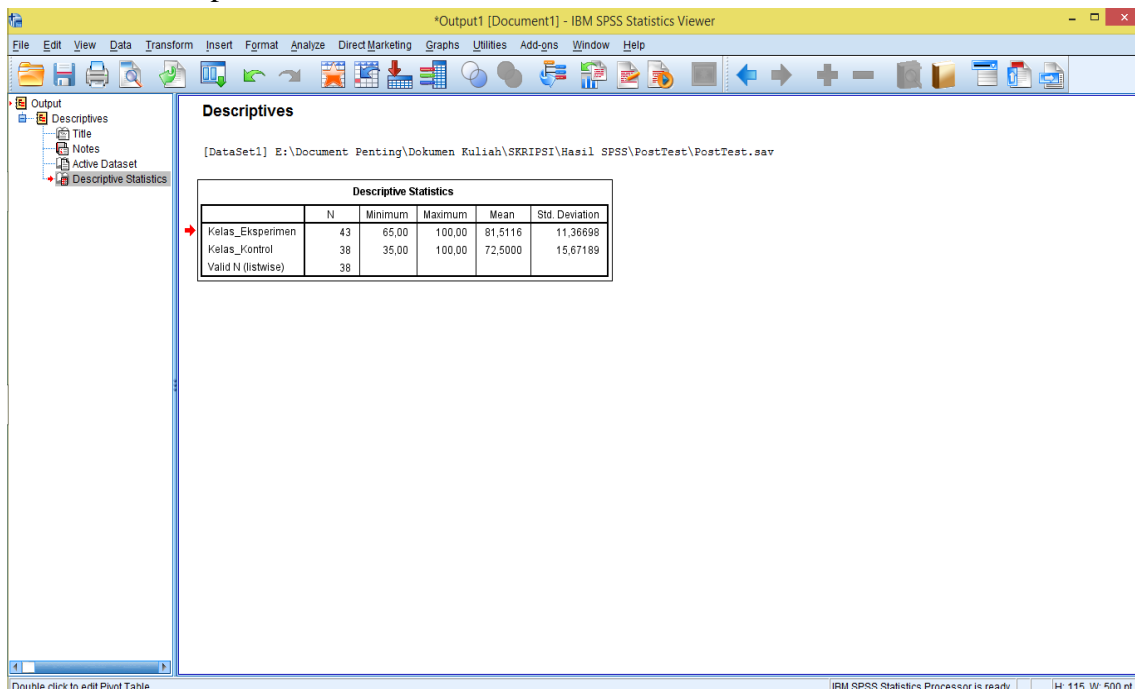 *Output1 [Document1] - IBM SPSS Statistics Viewer
File Edit View Data Transform Insert Format Analyze Direct Marketing Graphs Utilities Add-ons Window Help
Output
Descriptives
Title
Notes
Active Dataset
Descriptive Statistics
Descriptives
[DataSet1] E:\Document Penting\Dokumen Kuliah\SKRIPSI\Hasil SPSS\PostTest\PostTest.sav
Descriptive Statistics
N Minimum Maximum Mean Std. Deviation
Kelas_Eksperimen 43 65,00 100,00 81,5116 11,36698
Kelas_Kontrol 38 35,00 100,00 72,5000 15,67189
Valid N (listwise) 38
Double click to edit Pivot Table IBM SPSS Statistics Processor is ready H: 115, W: 500 pt